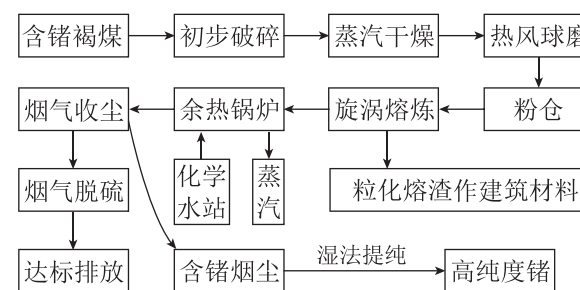 含锗褐煤
初步破碎
蒸汽干燥
热风球磨
烟气收尘
余热锅炉
旋涡熔炼
粉仓
烟气脱硫
化学
水站
蒸
汽
粒化熔渣作建筑材料
达标排放
含锗烟尘
湿法提纯
高纯度锗